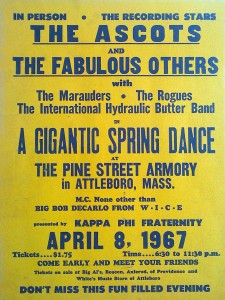 IN PERSON • THE RECORDING STARS
THE ASCOTS
AND
THE FABULOUS OTHERS
with
The Marauders • The Rogues
The International Hydraulic Butter Band
in
A GIGANTIC SPRING DANCE
AT
THE PINE STREET ARMORY
in ATTLEBORO, MASS.
M.C. None other than
BIG BOB DECARLO FROM W - I - C - E
presented by KAPPA PHI FRATERNITY
APRIL 8, 1967
Tickets....$1.75 Time....6:30 to 11:30 p.m.
COME EARLY AND MEET YOUR FRIENDS
Tickets on sale at Big Al's, Beacon, Axelrod, of Providence and
White's Music Store of Attleboro
DON'T MISS THIS FUN FILLED EVENING